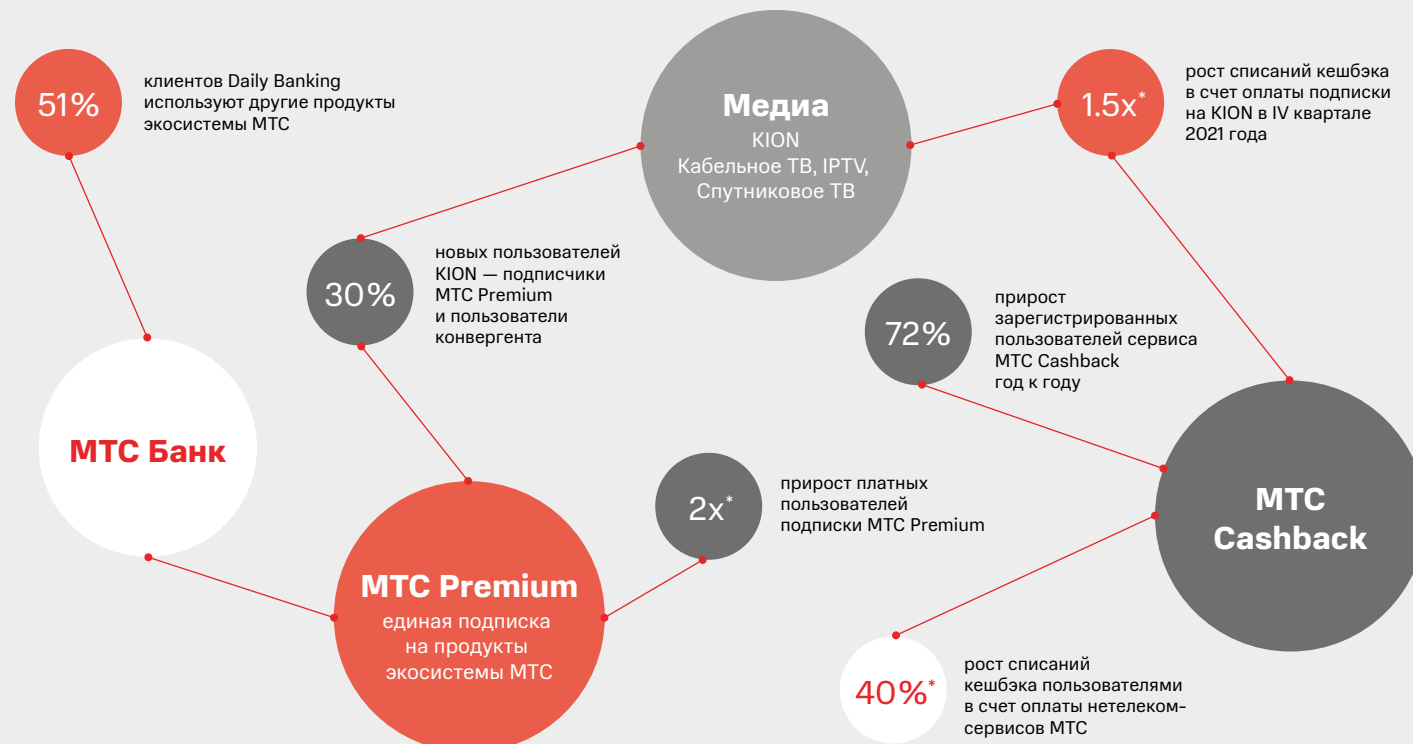 51%
клиентов Daily Banking
используют другие продукты
экосистемы МТС
Медиа
KION
Кабельное ТВ, IPTV,
Спутниковое ТВ
1.5x*
рост списаний кешбэка
в счет оплаты подписки
на KION в IV квартале
2021 года
30%
новых пользователей
KION — подписчики
МТС Premium
и пользователи
конвергента
72%
прирост
зарегистрированных
пользователей сервиса
МТС Cashback
год к году
МТС Банк
МТС Premium
единая подписка
на продукты
экосистемы МТС
2x*
прирост платных
пользователей
подписки МТС Premium
МТС
Cashback
40%*
рост списаний
кешбэка пользователями
в счет оплаты нетелеком-
сервисов МТС